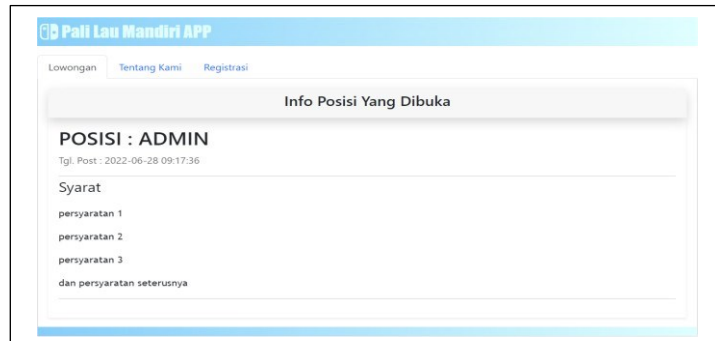 Pali Lau Mandiri APP
Lowongan Tentang Kami Registrasi
Info Posisi Yang Dibuka
POSISI : ADMIN
Tgl. Post : 2022-06-28 09:17:36
Syarat
persyaratan 1
persyaratan 2
persyaratan 3
dan persyaratan seterusnya